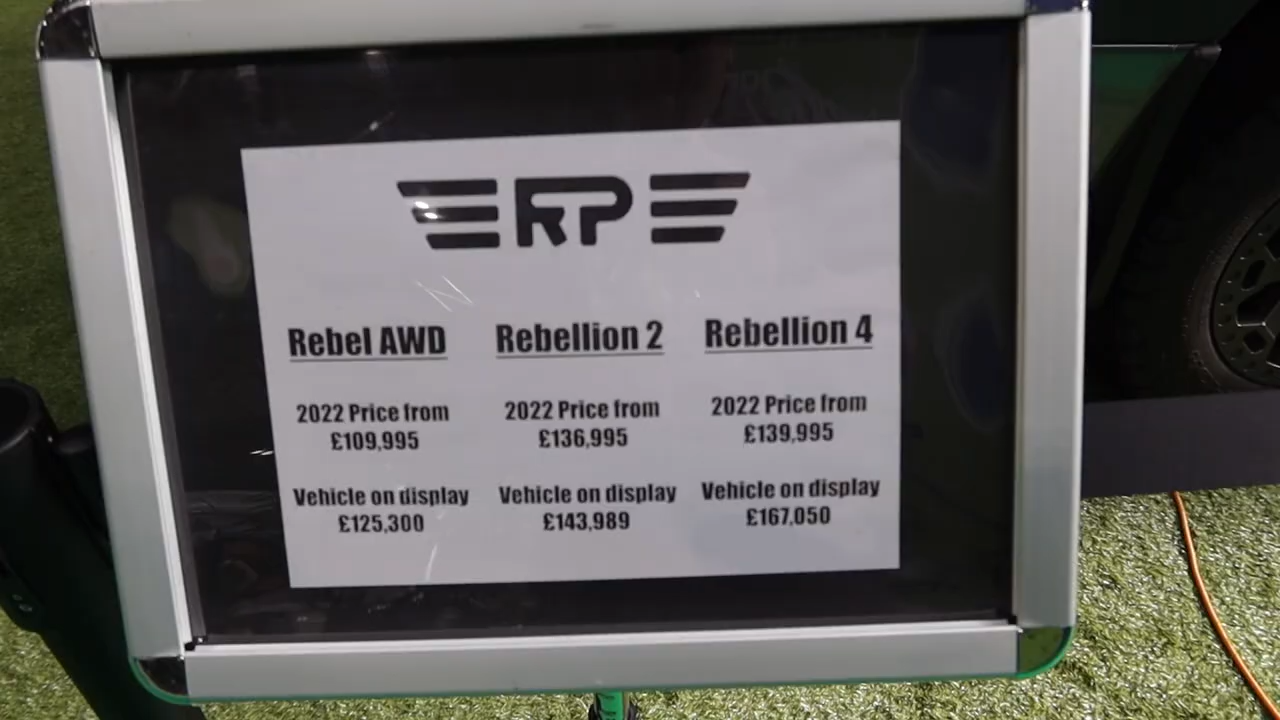 RP
Rebel AWD Rebellion 2 Rebellion 4
2022 Price from 2022 Price from 2022 Price from
£109,995 £136,995 £139,995
Vehicle on display Vehicle on display Vehicle on display
£125,300 £143,989 £167,050